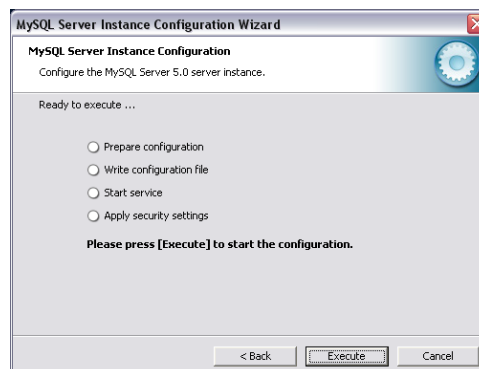 MySQL Server Instance Configuration Wizard
MySQL Server Instance Configuration
Configure the MySQL Server 5.0 server instance.
Ready to execute ...
Prepare configuration
Write configuration file
Start service
Apply security settings
Please press [Execute] to start the configuration.
< Back
Execute
Cancel